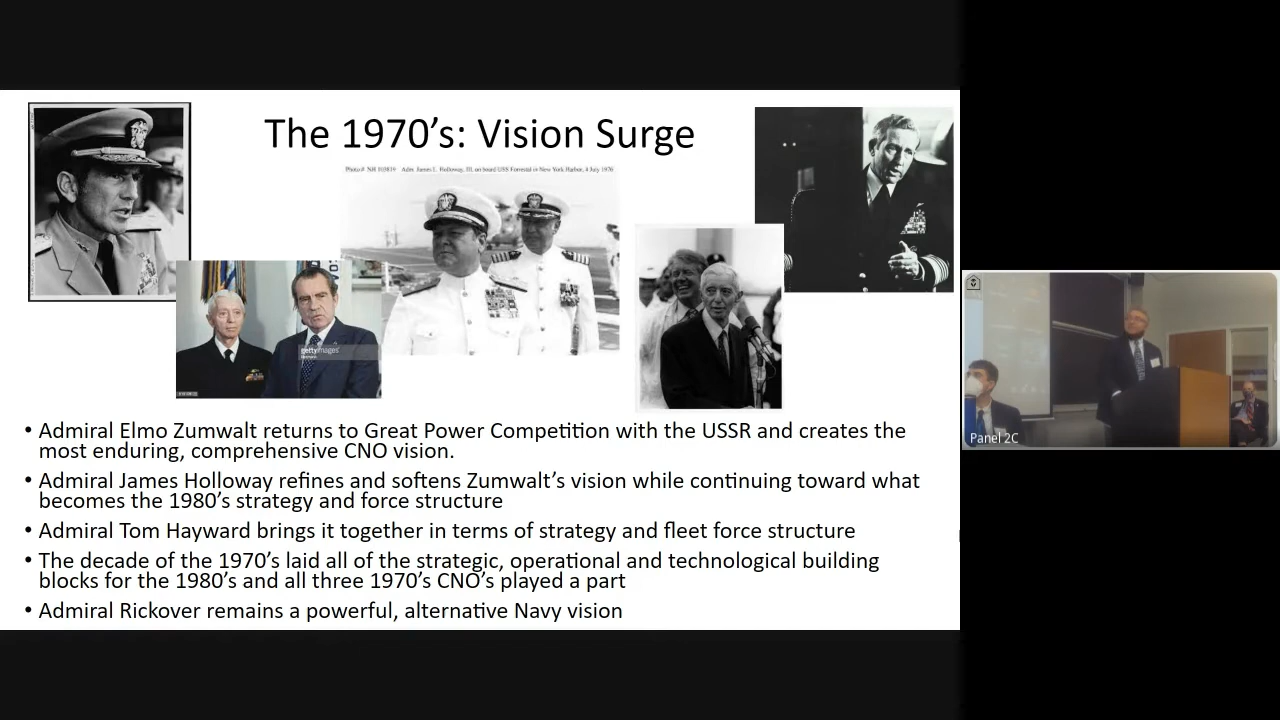 The 1970’s: Vision Surge
Photo # NH 103819 Adm. James L. Holloway, III, on board USS Forrestal in New York Harbor, 4 July 1976
gettyimages
• Admiral Elmo Zumwalt returns to Great Power Competition with the USSR and creates the
most enduring, comprehensive CNO vision.
• Admiral James Holloway refines and softens Zumwalt’s vision while continuing toward what
becomes the 1980’s strategy and force structure
• Admiral Tom Hayward brings it together in terms of strategy and fleet force structure
• The decade of the 1970’s laid all of the strategic, operational and technological building
blocks for the 1980’s and all three 1970’s CNO’s played a part
• Admiral Rickover remains a powerful, alternative Navy vision
Panel 2C